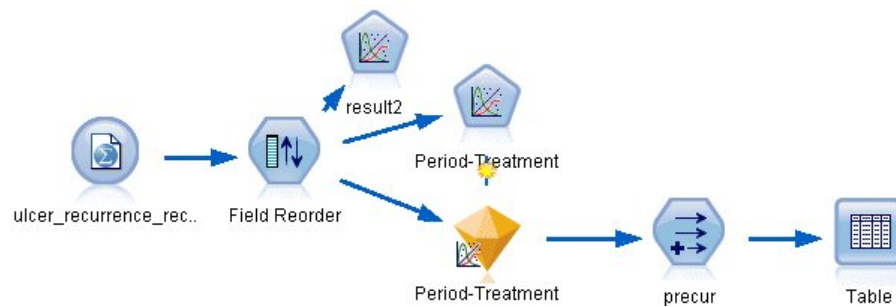 result2
Period-Treatment
ulcer_recurrence_rec..
Field Reorder
Period-Treatment
precur
Table